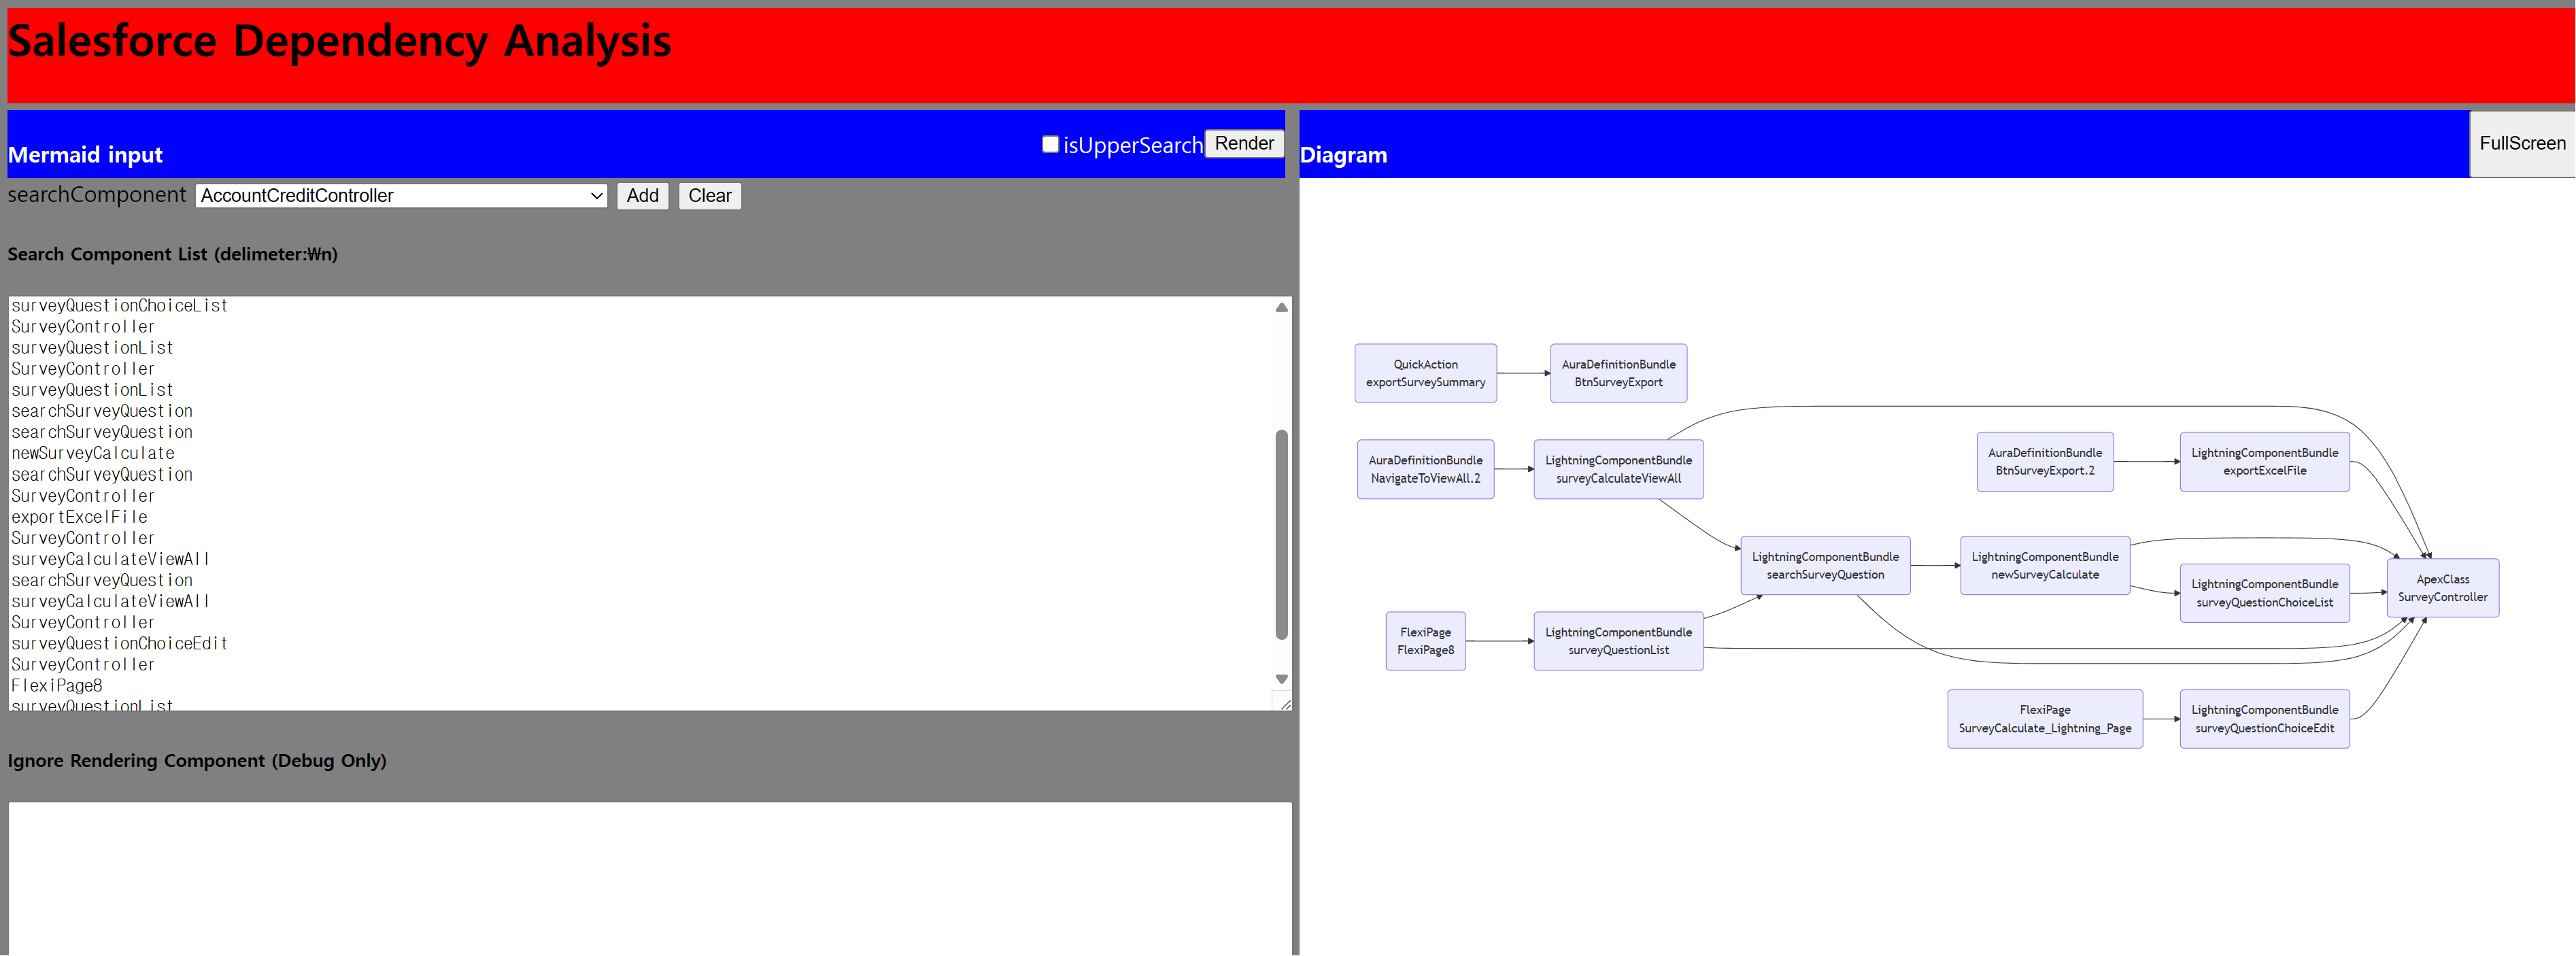 Salesforce Dependency Analysis
Mermaid input
isUpperSearch
Render
searchComponent
AccountCreditController
Add
Clear
Search Component List (delimeter:₩n)
surveyQuestionChoiceList
SurveyController
surveyQuestionList
SurveyController
surveyQuestionList
searchSurveyQuestion
searchSurveyQuestion
newSurveyCalculate
searchSurveyQuestion
SurveyController
exportExcelFile
SurveyController
surveyCalculateViewAll
searchSurveyQuestion
surveyCalculateViewAll
SurveyController
surveyQuestionChoiceEdit
SurveyController
FlexiPage8
surveyQuestionList
Ignore Rendering Component (Debug Only)
Diagram
FullScreen
QuickAction
exportSurveySummary
AuraDefinitionBundle
BtnSurveyExport
AuraDefinitionBundle
NavigateToViewAll.2
LightningComponentBundle
surveyCalculateViewAll
AuraDefinitionBundle
BtnSurveyExport.2
LightningComponentBundle
exportExcelFile
LightningComponentBundle
searchSurveyQuestion
LightningComponentBundle
newSurveyCalculate
LightningComponentBundle
surveyQuestionChoiceList
ApexClass
SurveyController
FlexiPage
FlexiPage8
LightningComponentBundle
surveyQuestionList
FlexiPage
SurveyCalculate_Lightning_Page
LightningComponentBundle
surveyQuestionChoiceEdit